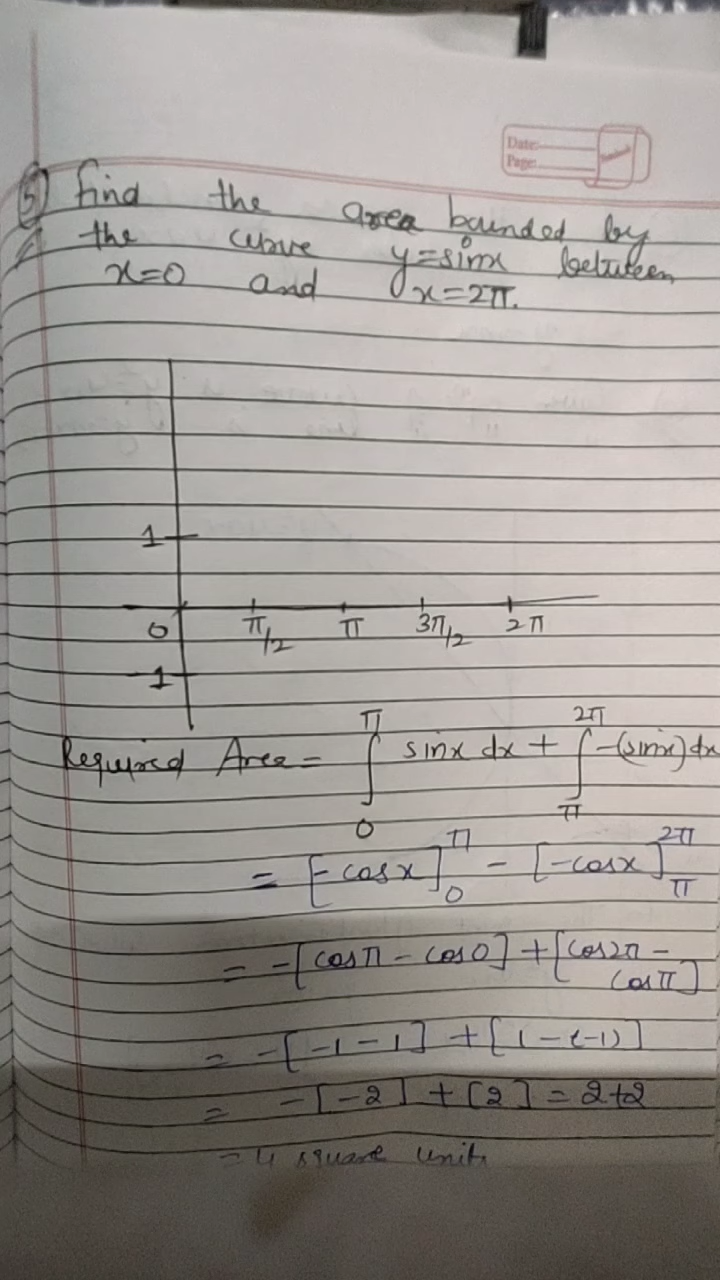 Date:
Page:
⑤ Find the area bounded by
the curve y=sinx between
x=0 and x=2π.
1
0 π/2 π 3π/2 2π
-1
Required Area = ∫₀^π sinx dx + ∫_π^2π -(sinx) dx
= [-cosx]₀^π - [-cosx]_π^2π
= -[cosπ - cos0] + [cos2π -
cosπ]
= -[-1-1] + [1-(-1)]
= -[-2] + [2] = 2+2
= 4 square units